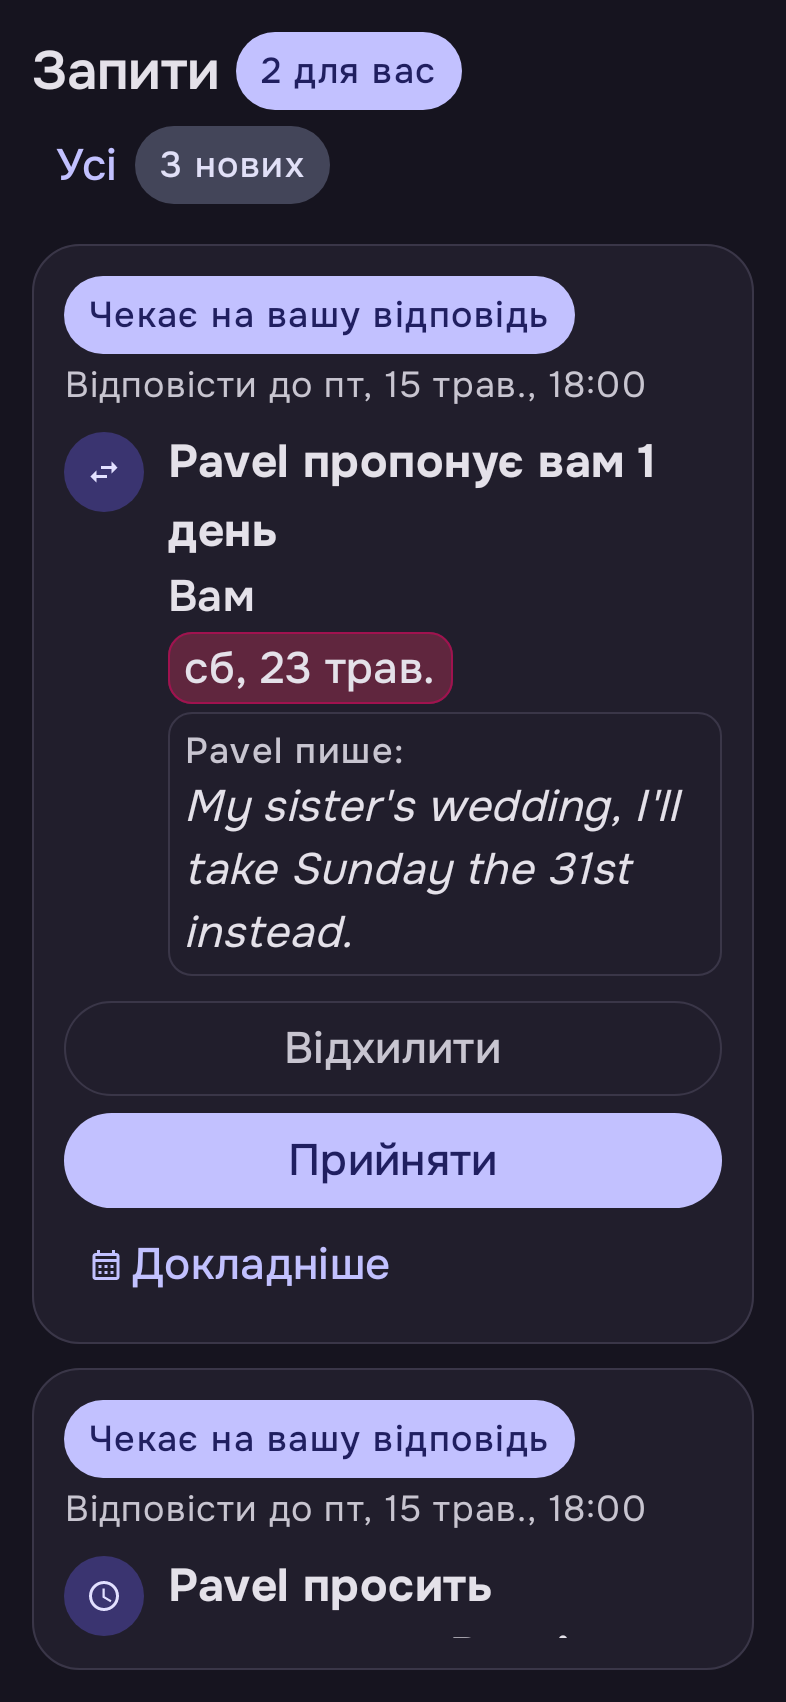 Запити
2 для вас
Усі
3 нових
Чекає на вашу відповідь
Відповісти до пт, 15 трав., 18:00
Pavel пропонує вам 1
день
Вам
сб, 23 трав.
Pavel пише:
My sister's wedding, I'll
take Sunday the 31st
instead.
Відхилити
Прийняти
Докладніше
Чекає на вашу відповідь
Відповісти до пт, 15 трав., 18:00
Pavel просить